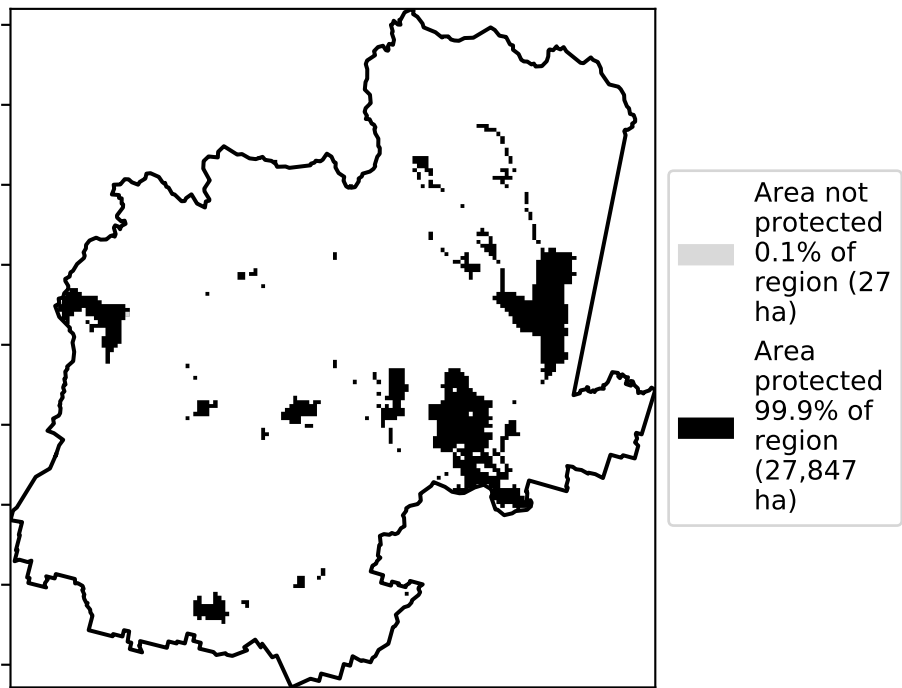 Area not
protected
0.1% of
region (27
ha)
Area
protected
99.9% of
region
(27,847
ha)